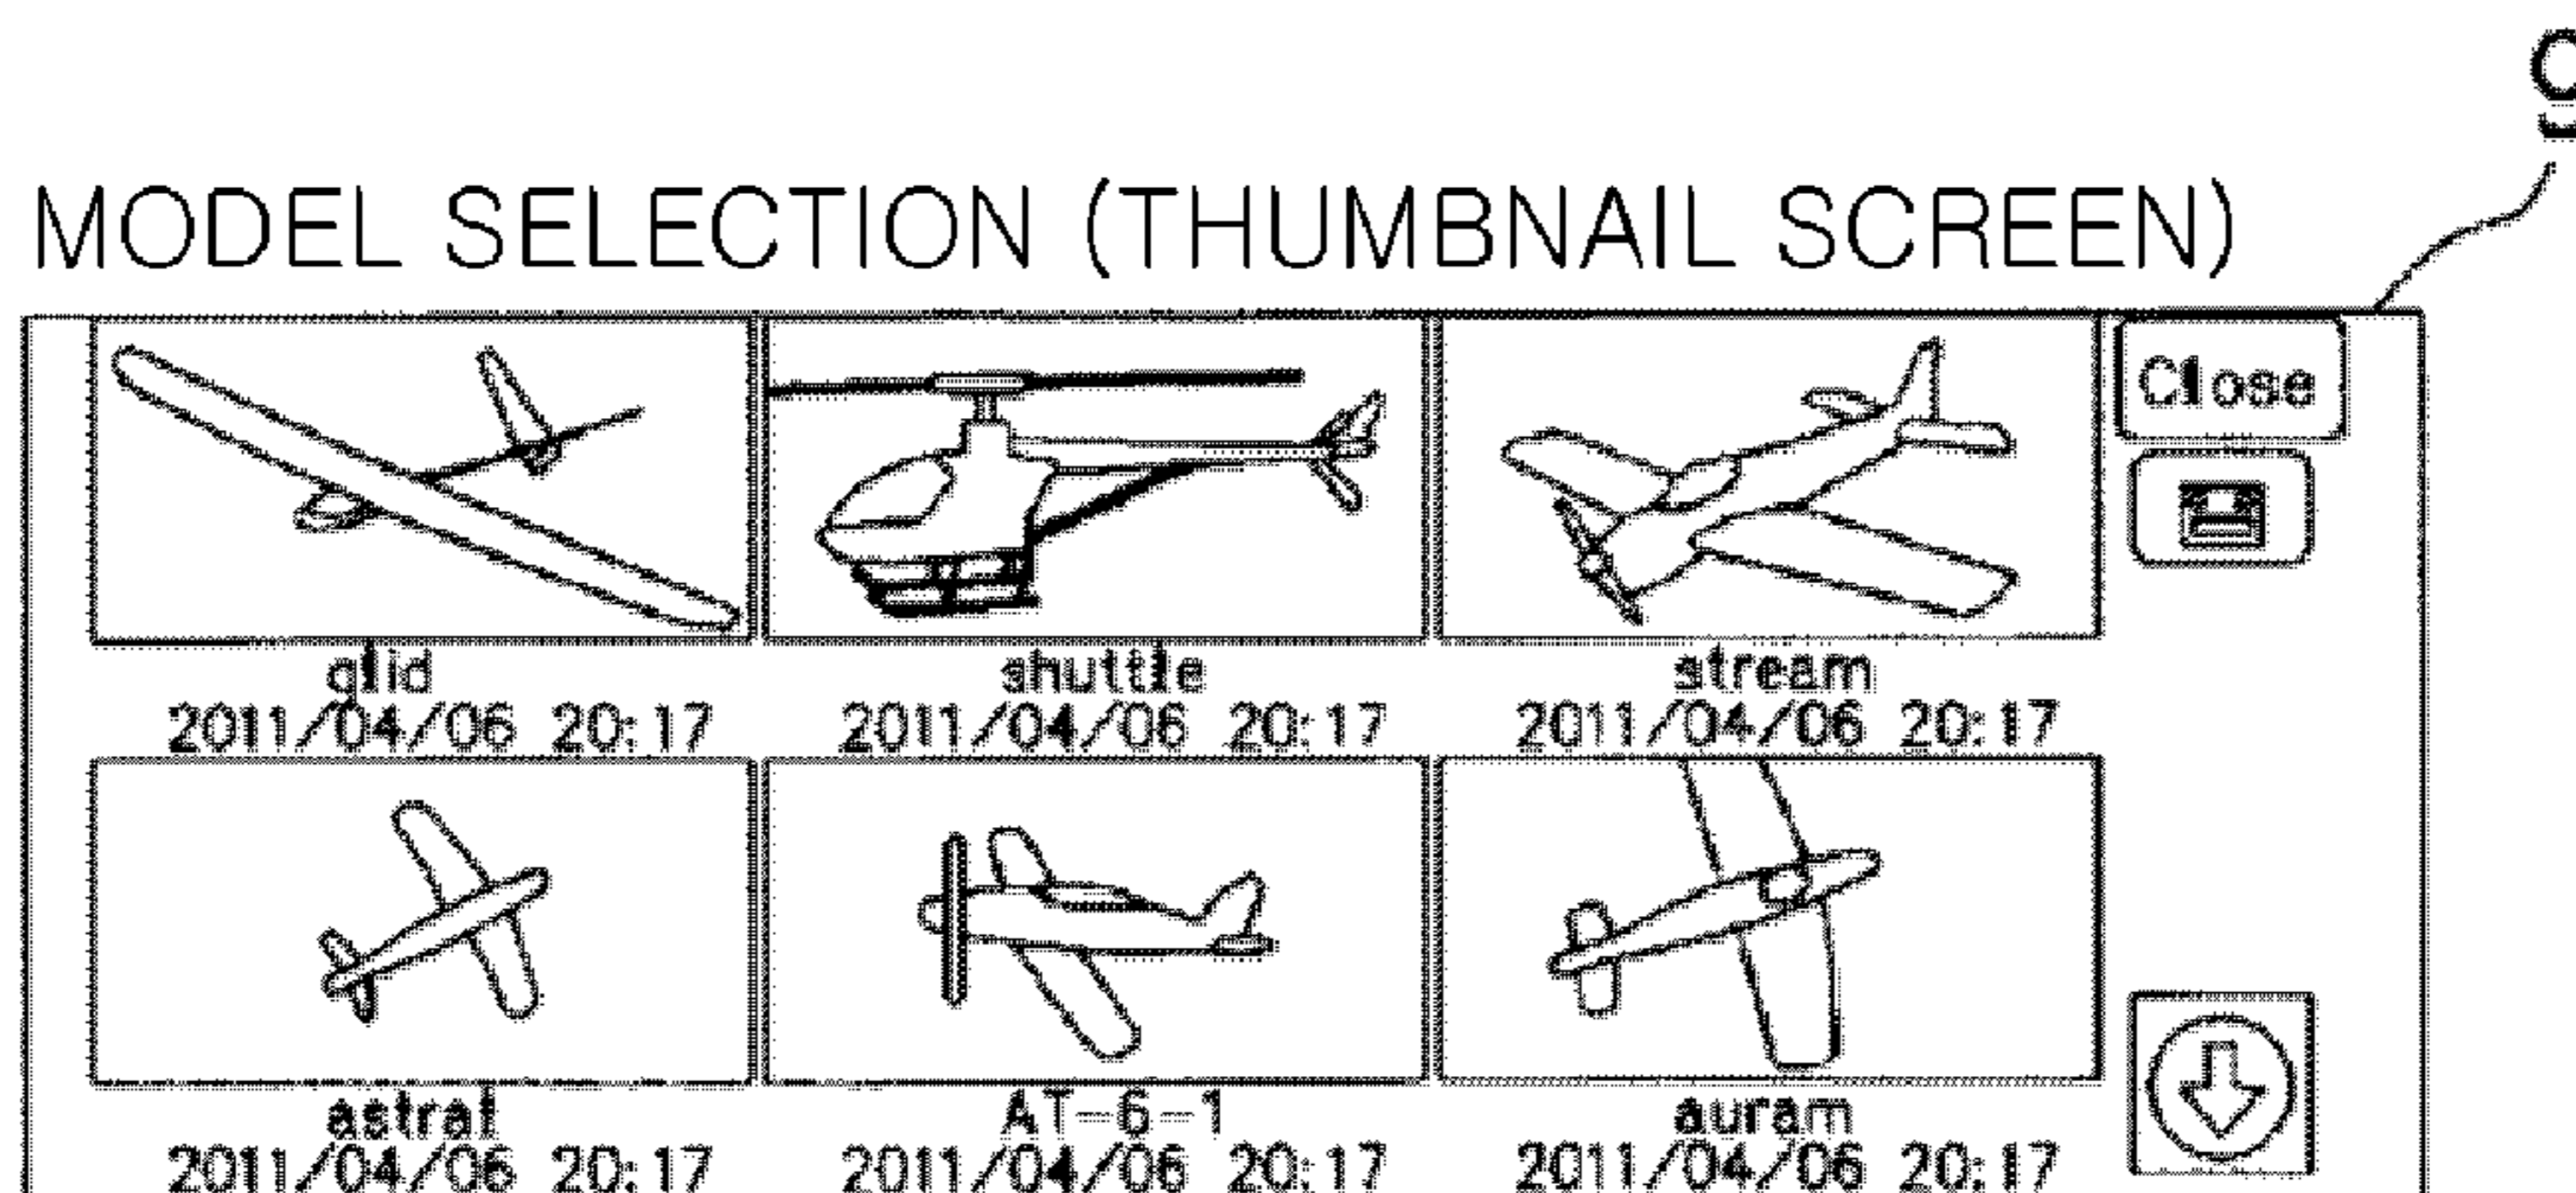 MODEL SELECTION (THUMBNAIL SCREEN)
Close
glid shuttle stream
2011/04/06 20:17 2011/04/06 20:17 2011/04/06 20:17
astral AT-6-1 auram
2011/04/06 20:17 2011/04/06 20:17 2011/04/06 20:17